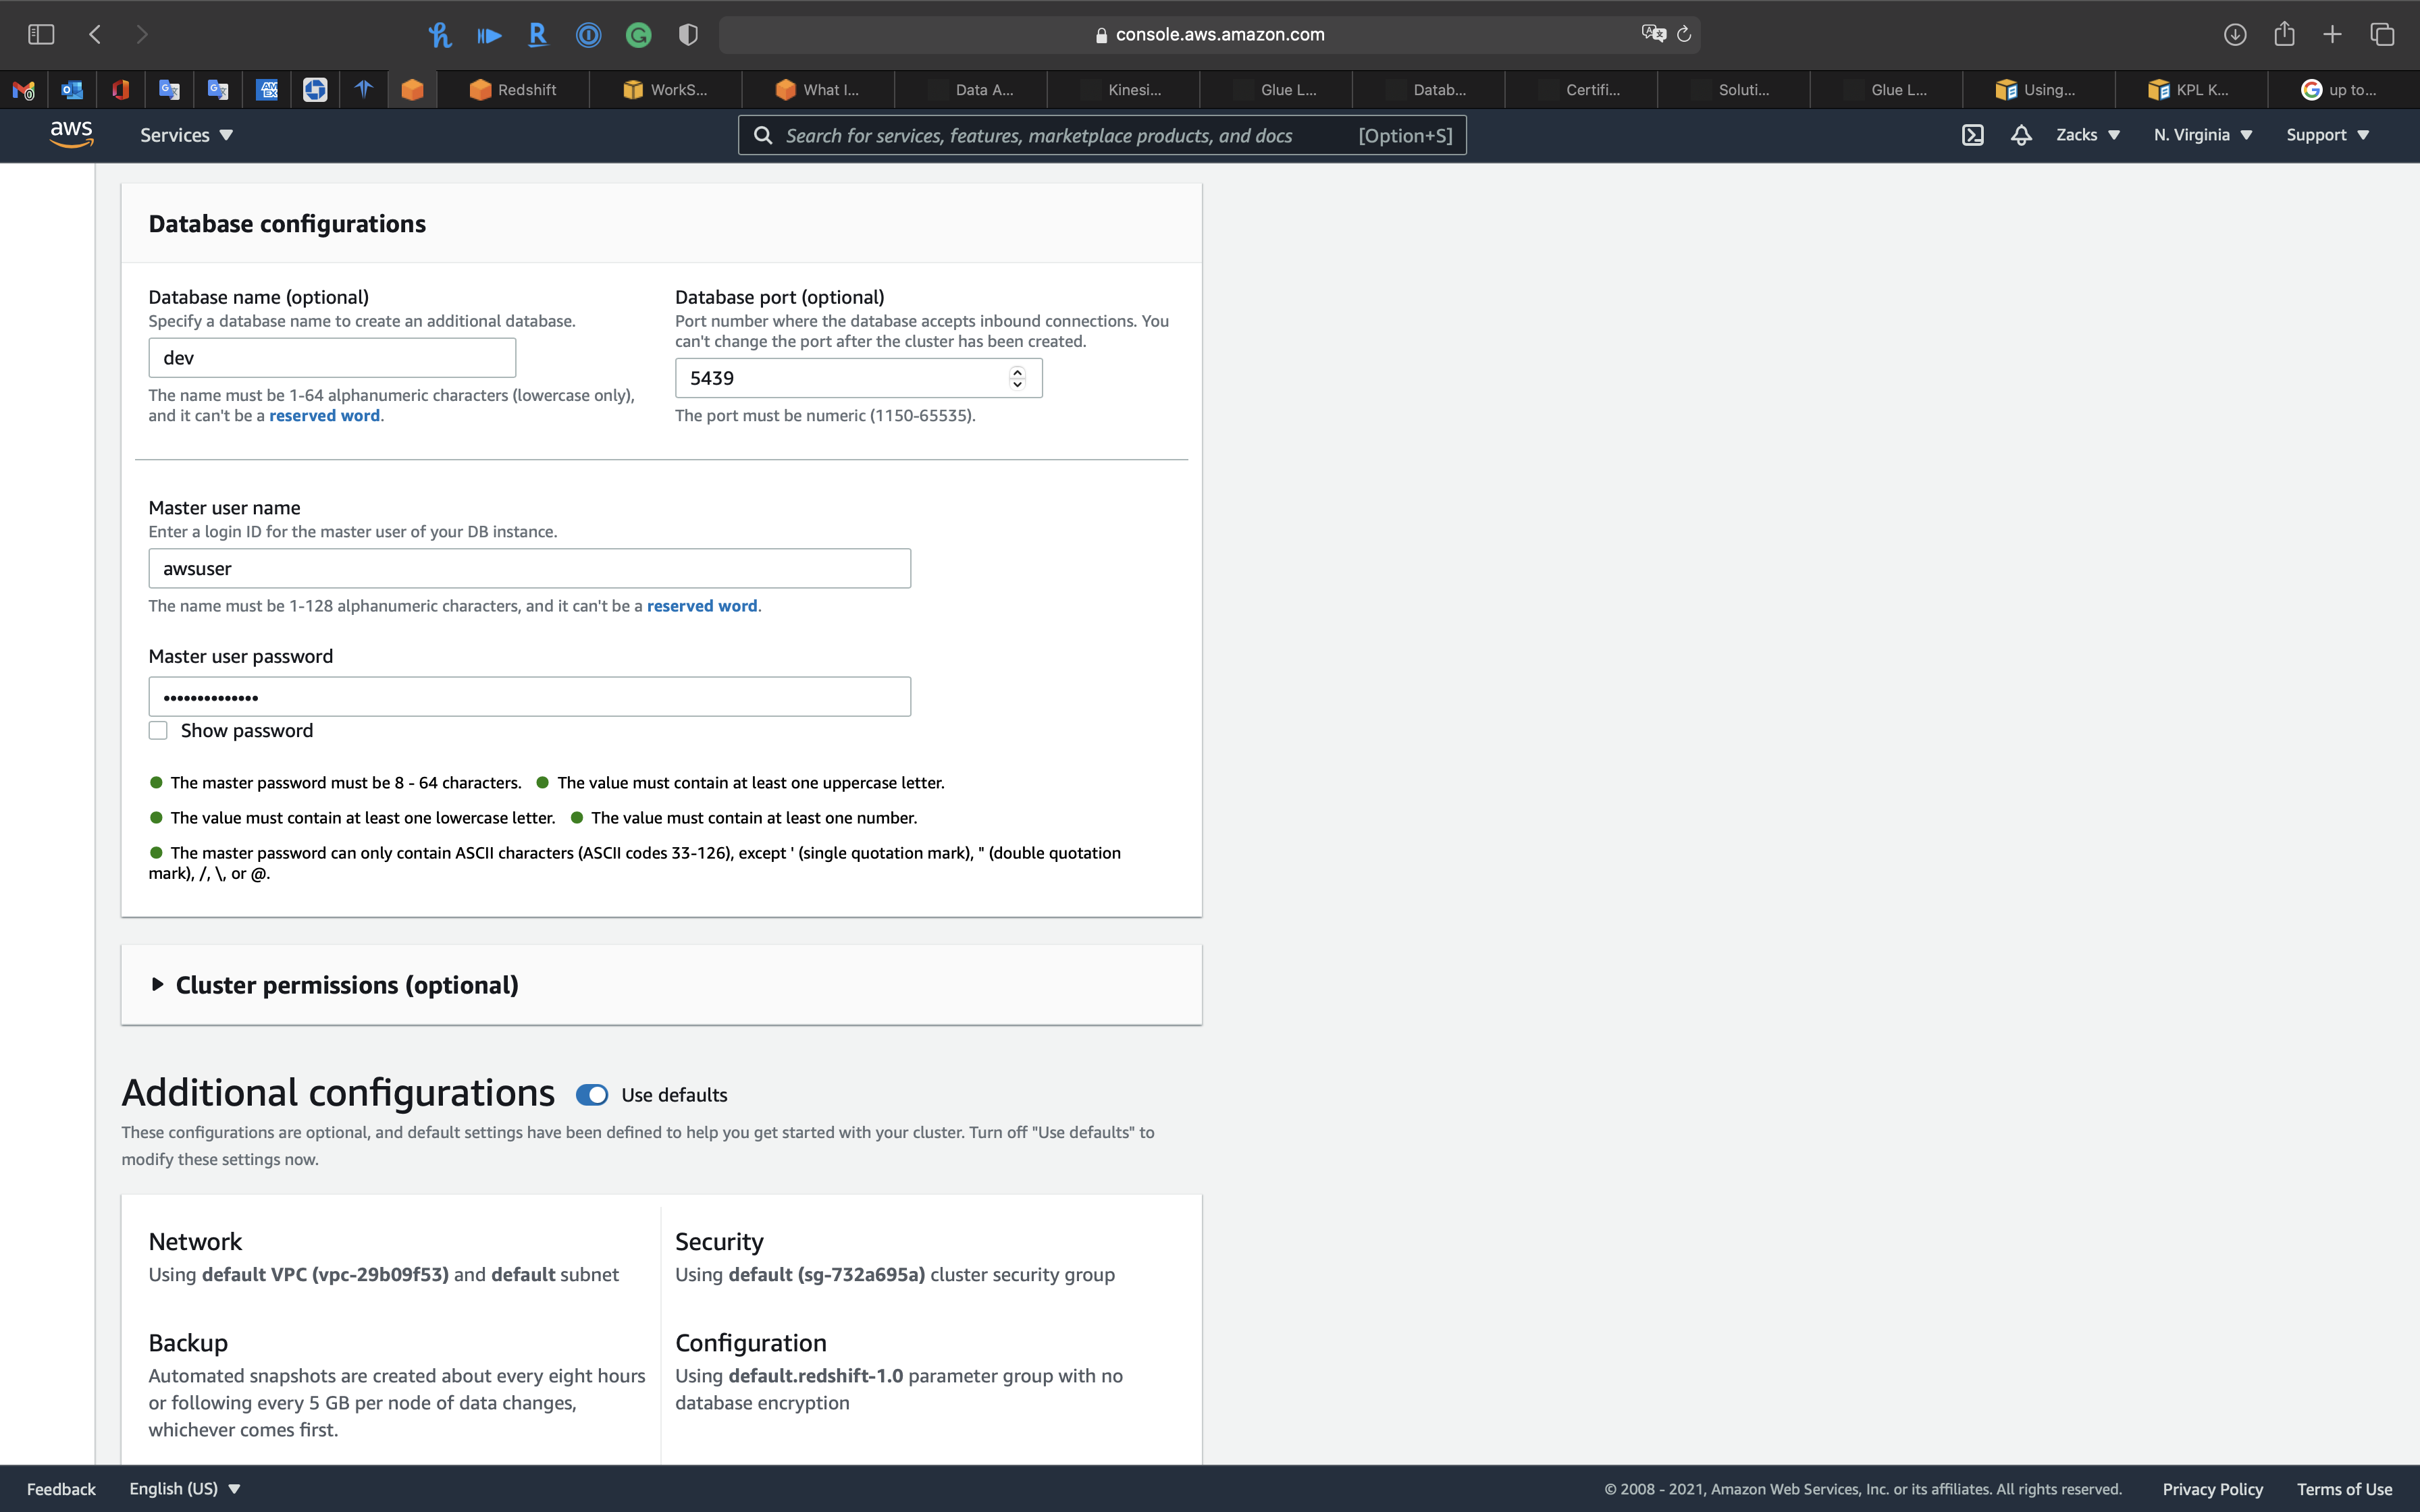 console.aws.amazon.com
Redshift
WorkS...
What I...
Data A...
Kinesi...
Glue L...
Datab...
Certifi...
Soluti...
Glue L...
Using...
KPL K...
up to...
aws
Services
Search for services, features, marketplace products, and docs [Option+S]
Zacks
N. Virginia
Support
Database configurations
Database name (optional)
Specify a database name to create an additional database.
dev
The name must be 1-64 alphanumeric characters (lowercase only),
and it can't be a reserved word.
Database port (optional)
Port number where the database accepts inbound connections. You
can't change the port after the cluster has been created.
5439
The port must be numeric (1150-65535).
Master user name
Enter a login ID for the master user of your DB instance.
awsuser
The name must be 1-128 alphanumeric characters, and it can't be a reserved word.
Master user password
••••••••••••••
Show password
The master password must be 8 - 64 characters. The value must contain at least one uppercase letter.
The value must contain at least one lowercase letter. The value must contain at least one number.
The master password can only contain ASCII characters (ASCII codes 33-126), except ' (single quotation mark), " (double quotation
mark), /, \, or @.
Cluster permissions (optional)
Additional configurations
Use defaults
These configurations are optional, and default settings have been defined to help you get started with your cluster. Turn off "Use defaults" to
modify these settings now.
Network
Using default VPC (vpc-29b09f53) and default subnet
Security
Using default (sg-732a695a) cluster security group
Backup
Automated snapshots are created about every eight hours
or following every 5 GB per node of data changes,
whichever comes first.
Configuration
Using default.redshift-1.0 parameter group with no
database encryption
Feedback
English (US)
© 2008 - 2021, Amazon Web Services, Inc. or its affiliates. All rights reserved.
Privacy Policy
Terms of Use